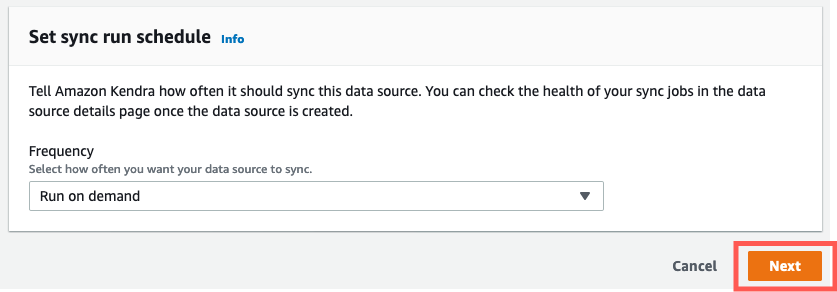 Set sync run schedule Info
Tell Amazon Kendra how often it should sync this data source. You can check the health of your sync jobs in the data
source details page once the data source is created.
Frequency
Select how often you want your data source to sync.
Run on demand
Cancel Next